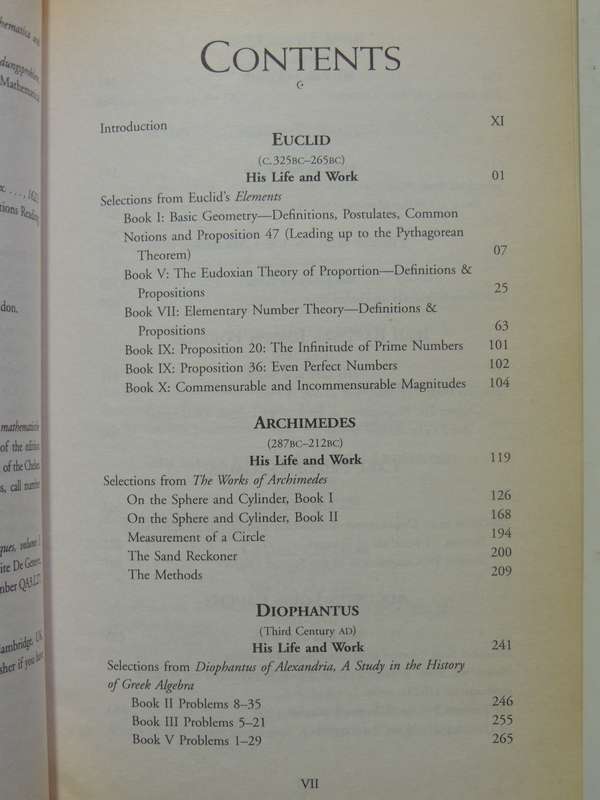 CONTENTS
Introduction XI
EUCLID
(C.325BC–265BC)
His Life and Work 01
Selections from Euclid's Elements
Book I: Basic Geometry—Definitions, Postulates, Common
Notions and Proposition 47 (Leading up to the Pythagorean
Theorem) 07
Book V: The Eudoxian Theory of Proportion—Definitions &
Propositions 25
Book VII: Elementary Number Theory—Definitions &
Propositions 63
Book IX: Proposition 20: The Infinitude of Prime Numbers 101
Book IX: Proposition 36: Even Perfect Numbers 102
Book X: Commensurable and Incommensurable Magnitudes 104
ARCHIMEDES
(287BC–212BC)
His Life and Work 119
Selections from The Works of Archimedes
On the Sphere and Cylinder, Book I 126
On the Sphere and Cylinder, Book II 168
Measurement of a Circle 194
The Sand Reckoner 200
The Methods 209
DIOPHANTUS
(Third Century AD)
His Life and Work 241
Selections from Diophantus of Alexandria, A Study in the History
of Greek Algebra
Book II Problems 8–35 246
Book III Problems 5–21 255
Book V Problems 1–29 265
VII